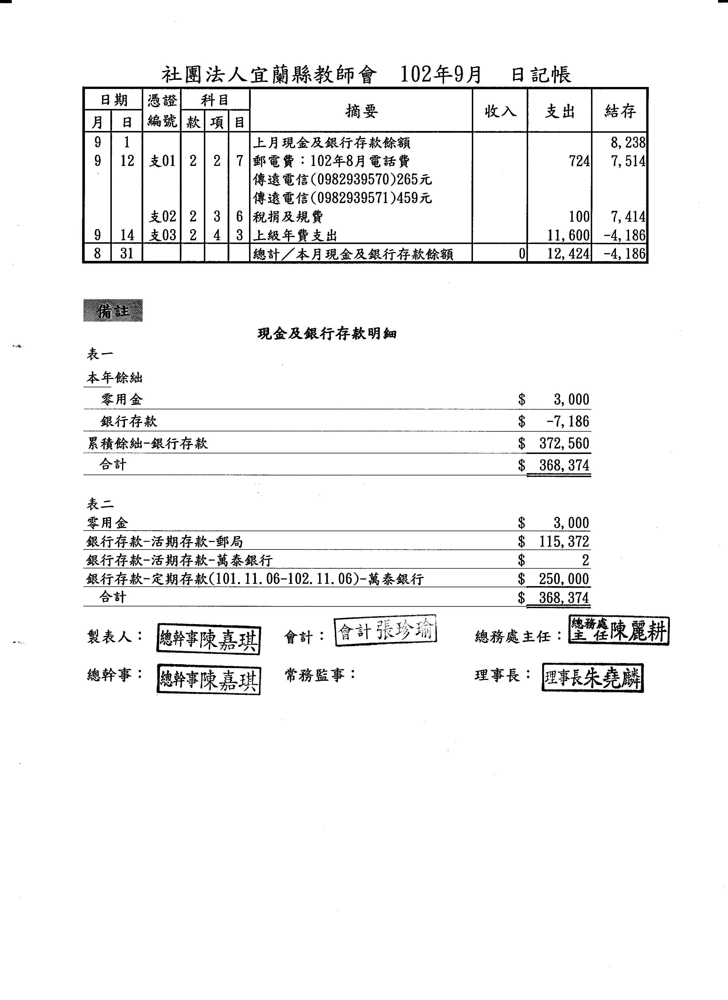 社團法人宜蘭縣教師會 102年9月 日記帳
日期 憑證編號 科目 摘要 收入 支出 結存
月 日 款 項 目
9 1 上月現金及銀行存款餘額 8,238
9 12 支01 2 2 7 郵電費：102年8月電話費 724 7,514
傳遠電信(0982939570)265元
傳遠電信(0982939571)459元
支02 2 3 6 稅捐及規費 100 7,414
9 14 支03 2 4 3 上級年費支出 11,600 -4,186
8 31 總計／本月現金及銀行存款餘額 0 12,424 -4,186
備註
現金及銀行存款明細
表一
本年餘絀
零用金 $ 3,000
銀行存款 $ -7,186
累積餘絀-銀行存款 $ 372,560
合計 $ 368,374
表二
零用金 $ 3,000
銀行存款-活期存款-郵局 $ 115,372
銀行存款-活期存款-萬泰銀行 $ 2
銀行存款-定期存款(101.11.06-102.11.06)-萬泰銀行 $ 250,000
合計 $ 368,374
製表人： 總幹事陳嘉琪 會計： 會計張珍瑜 總務處主任： 總務處主任陳麗耕
總幹事： 總幹事陳嘉琪 常務監事： 理事長： 理事長朱堯麟